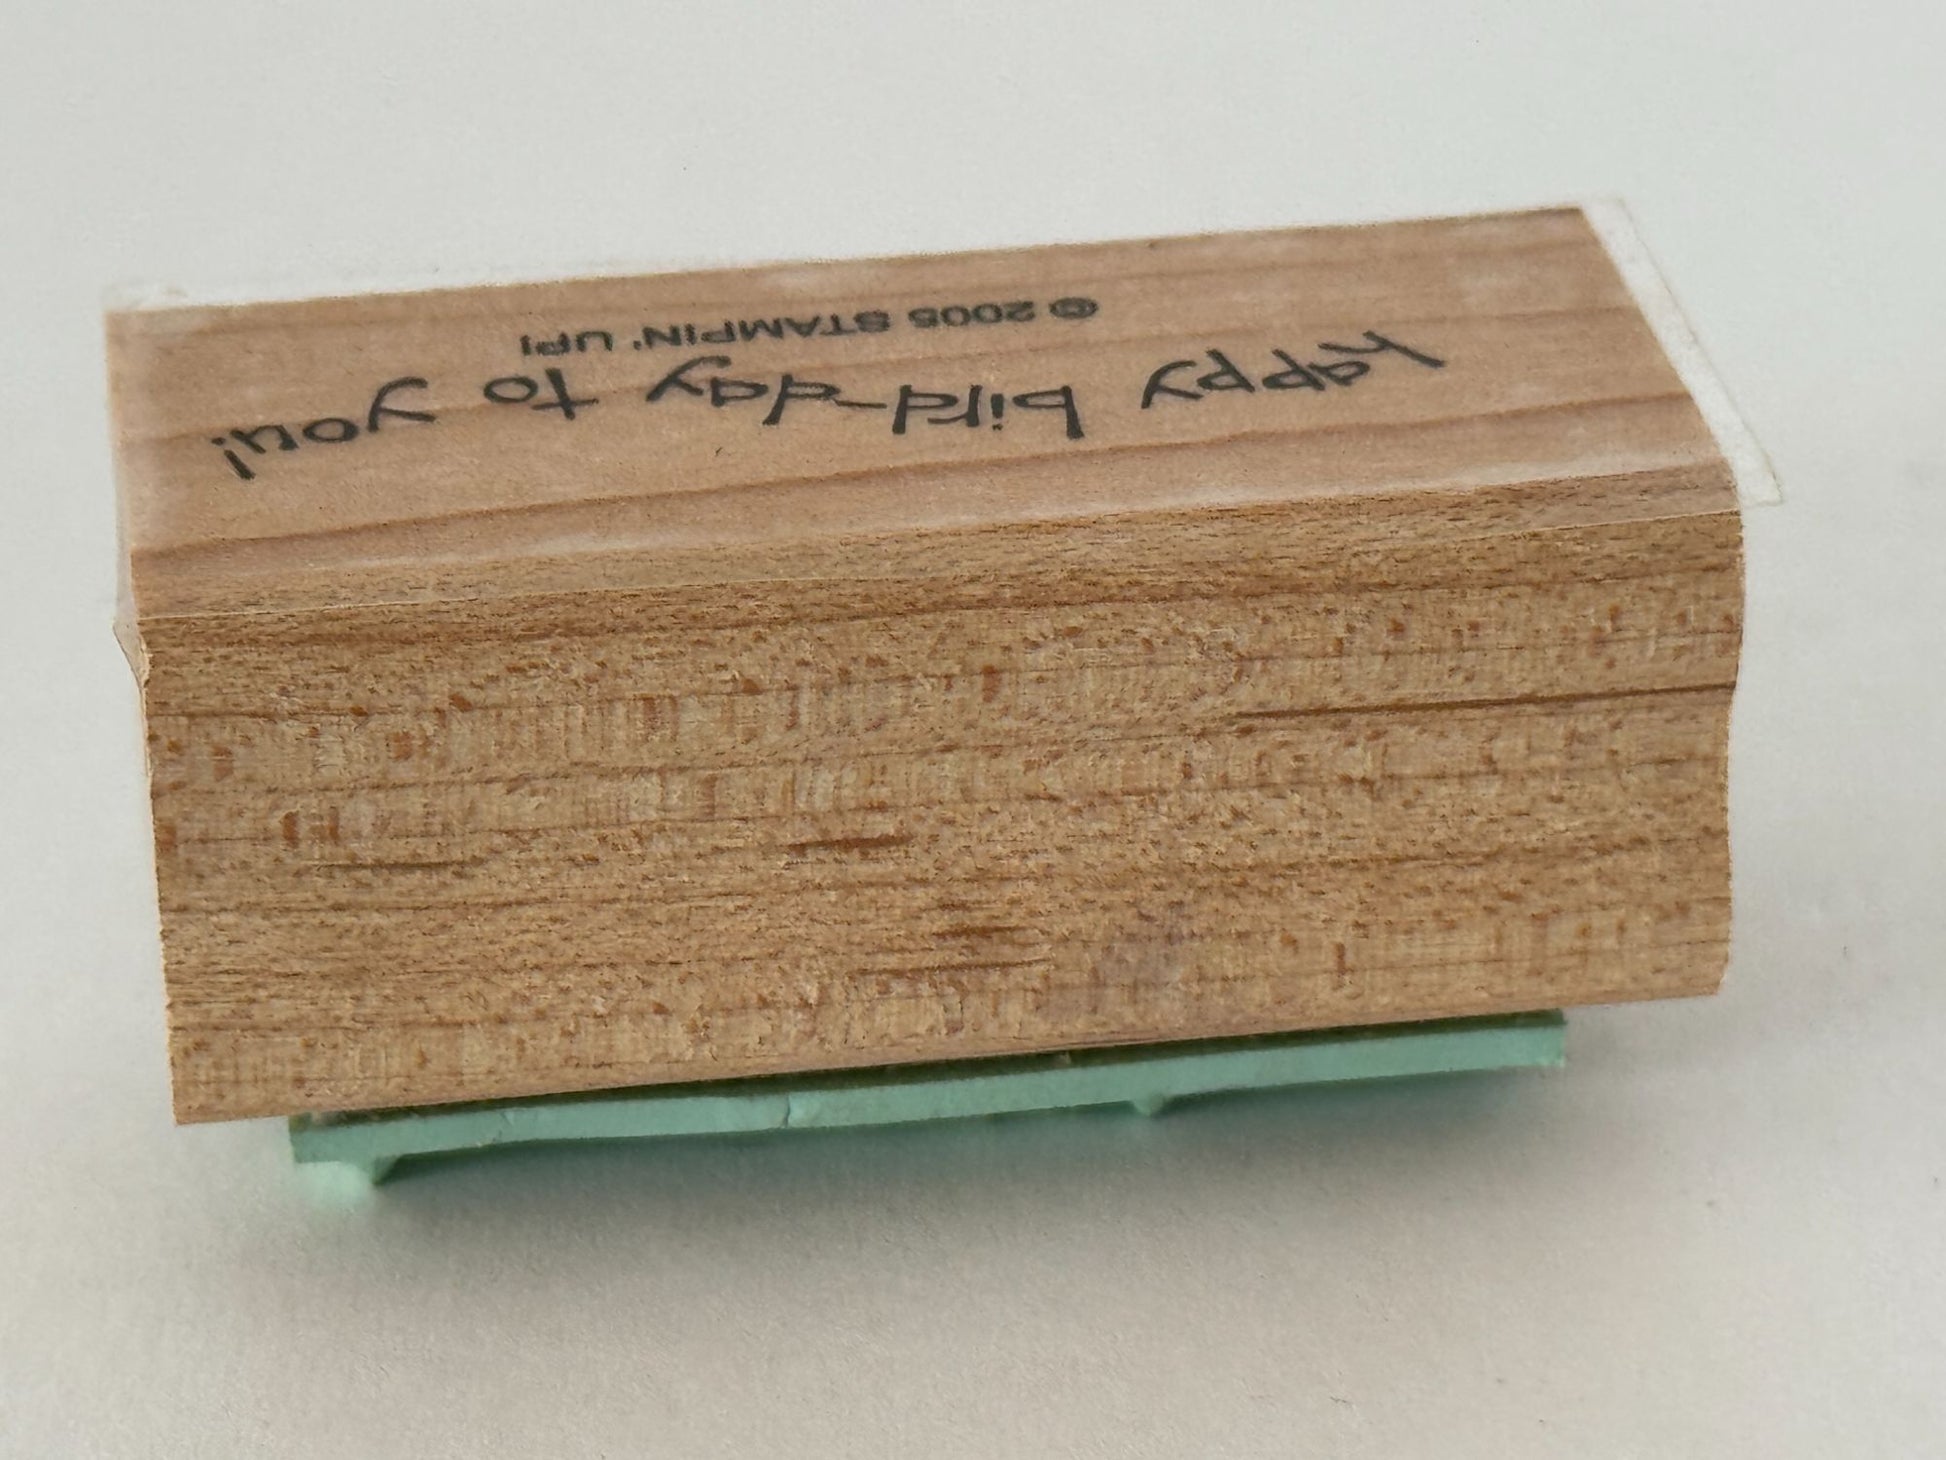 happy bird-day to you!
© 2005 STAMPIN' UP!